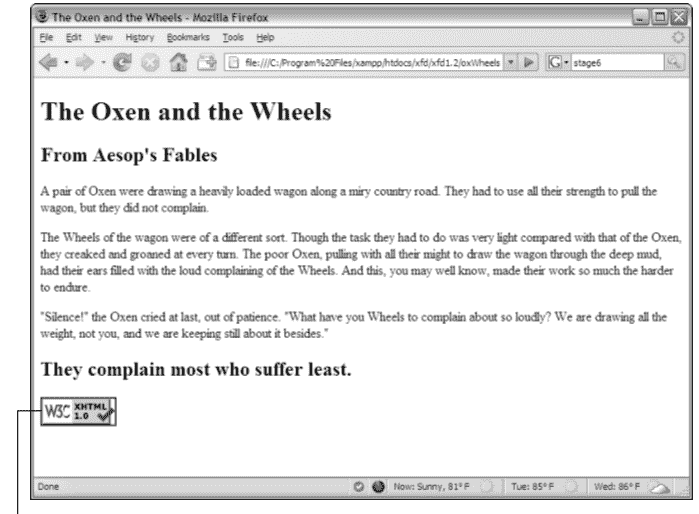 The Oxen and the Wheels - Mozilla Firefox
File Edit View History Bookmarks Tools Help
file:///C:/Program%20Files/xampp/htdocs/xfd/xfd1.2/oxWheels G stage6
The Oxen and the Wheels
From Aesop's Fables
A pair of Oxen were drawing a heavily loaded wagon along a miry country road. They had to use all their strength to pull the
wagon, but they did not complain.
The Wheels of the wagon were of a different sort. Though the task they had to do was very light compared with that of the Oxen,
they creaked and groaned at every turn. The poor Oxen, pulling with all their might to draw the wagon through the deep mud,
had their ears filled with the loud complaining of the Wheels. And this, you may well know, made their work so much the harder
to endure.
"Silence!" the Oxen cried at last, out of patience. "What have you Wheels to complain about so loudly? We are drawing all the
weight, not you, and we are keeping still about it besides."
They complain most who suffer least.
W3C XHTML
1.0
Done Now: Sunny, 81° F Tue: 85° F Wed: 86° F